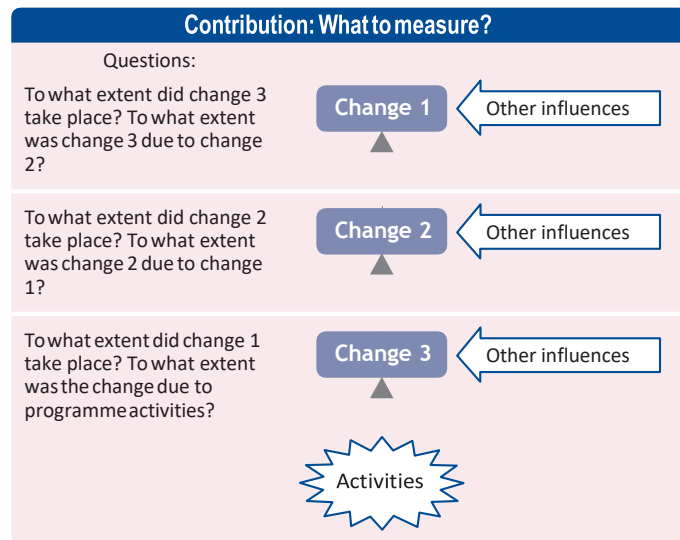 Contribution: What to measure?
Questions:
To what extent did change 3
take place? To what extent
was change 3 due to change
2?
Change 1
Other influences
To what extent did change 2
take place? To what extent
was change 2 due to change
1?
Change 2
Other influences
To what extent did change 1
take place? To what extent
was the change due to
programme activities?
Change 3
Other influences
Activities